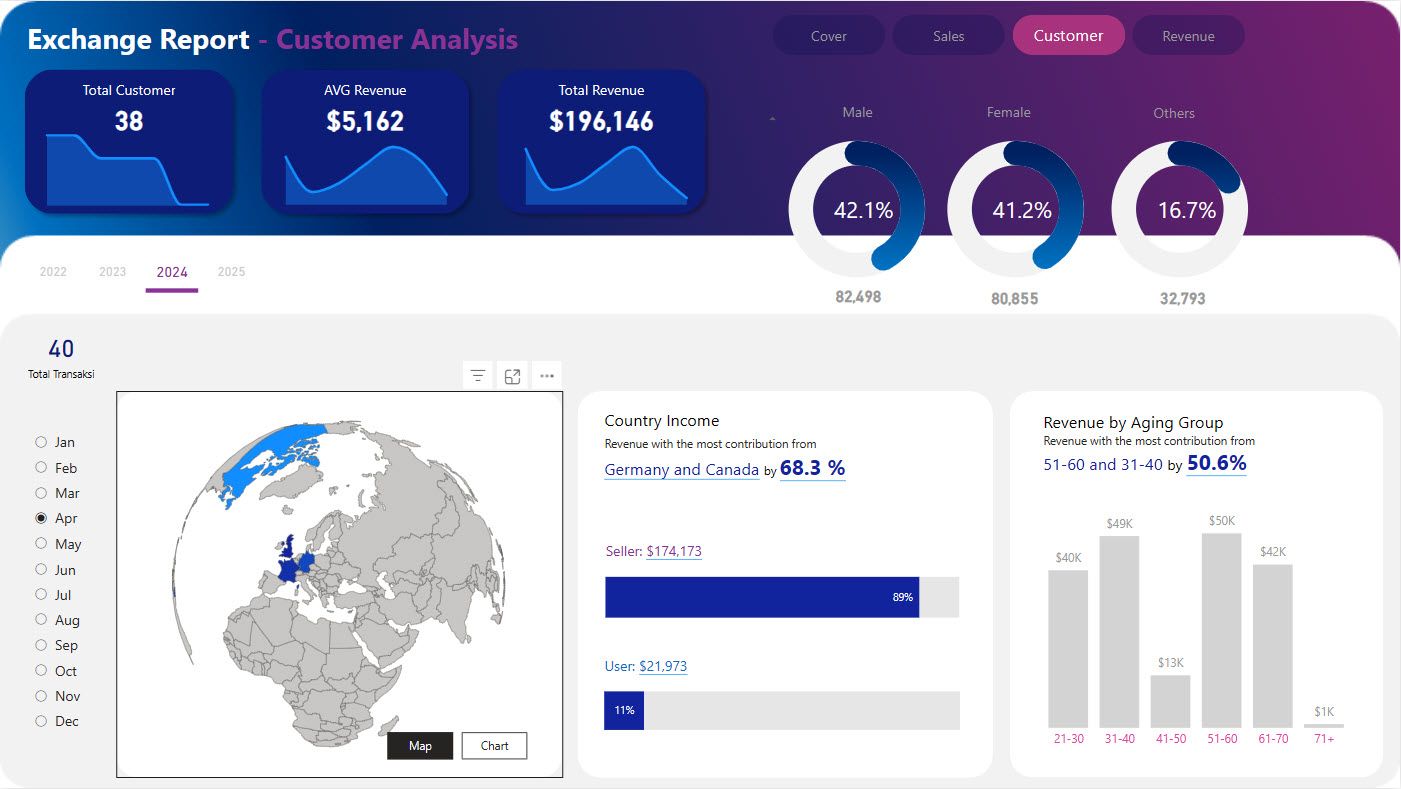 Exchange Report - Customer Analysis
Cover
Sales
Customer
Revenue
Total Customer
38
AVG Revenue
$5,162
Total Revenue
$196,146
Male
42.1%
82,498
Female
41.2%
80,855
Others
16.7%
32,793
2022
2023
2024
2025
40
Total Transaksi
Jan
Feb
Mar
Apr
May
Jun
Jul
Aug
Sep
Oct
Nov
Dec
Map
Chart
Country Income
Revenue with the most contribution from
Germany and Canada by 68.3 %
Seller: $174,173
89%
User: $21,973
11%
Revenue by Aging Group
Revenue with the most contribution from
51-60 and 31-40 by 50.6%
$40K
$49K
$13K
$50K
$42K
$1K
21-30
31-40
41-50
51-60
61-70
71+